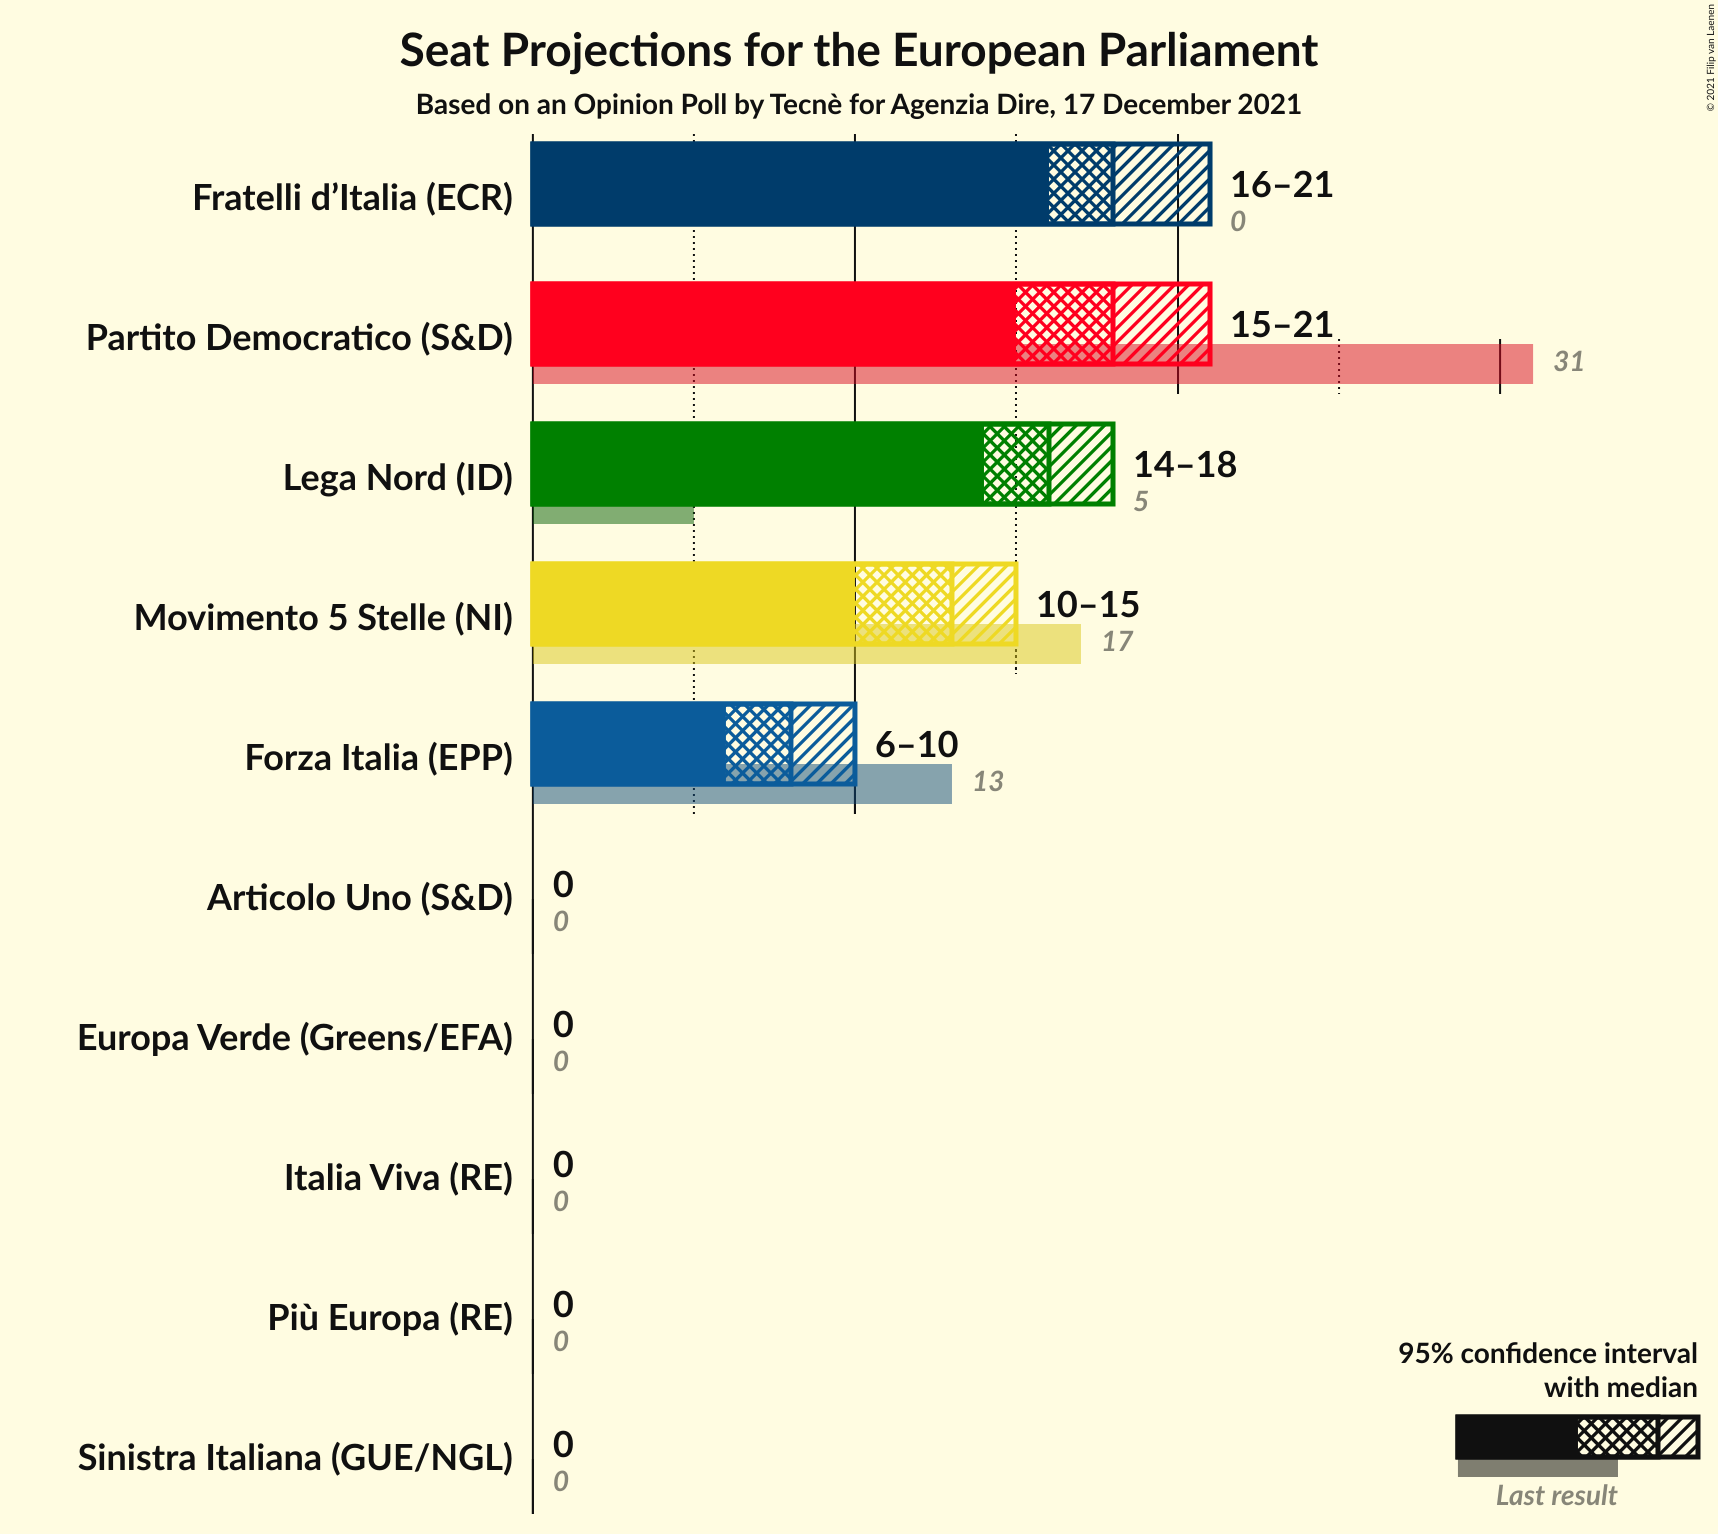 Seat Projections for the European Parliament
Based on an Opinion Poll by Tecnè for Agenzia Dire, 17 December 2021
© 2021 Filip van Laenen
Fratelli d’Italia (ECR)
16–21
0
Partito Democratico (S&D)
15–21
31
Lega Nord (ID)
14–18
5
Movimento 5 Stelle (NI)
10–15
17
Forza Italia (EPP)
6–10
13
Articolo Uno (S&D)
0
0
Europa Verde (Greens/EFA)
0
0
Italia Viva (RE)
0
0
Più Europa (RE)
0
0
Sinistra Italiana (GUE/NGL)
0
0
95% confidence interval
with median
Last result